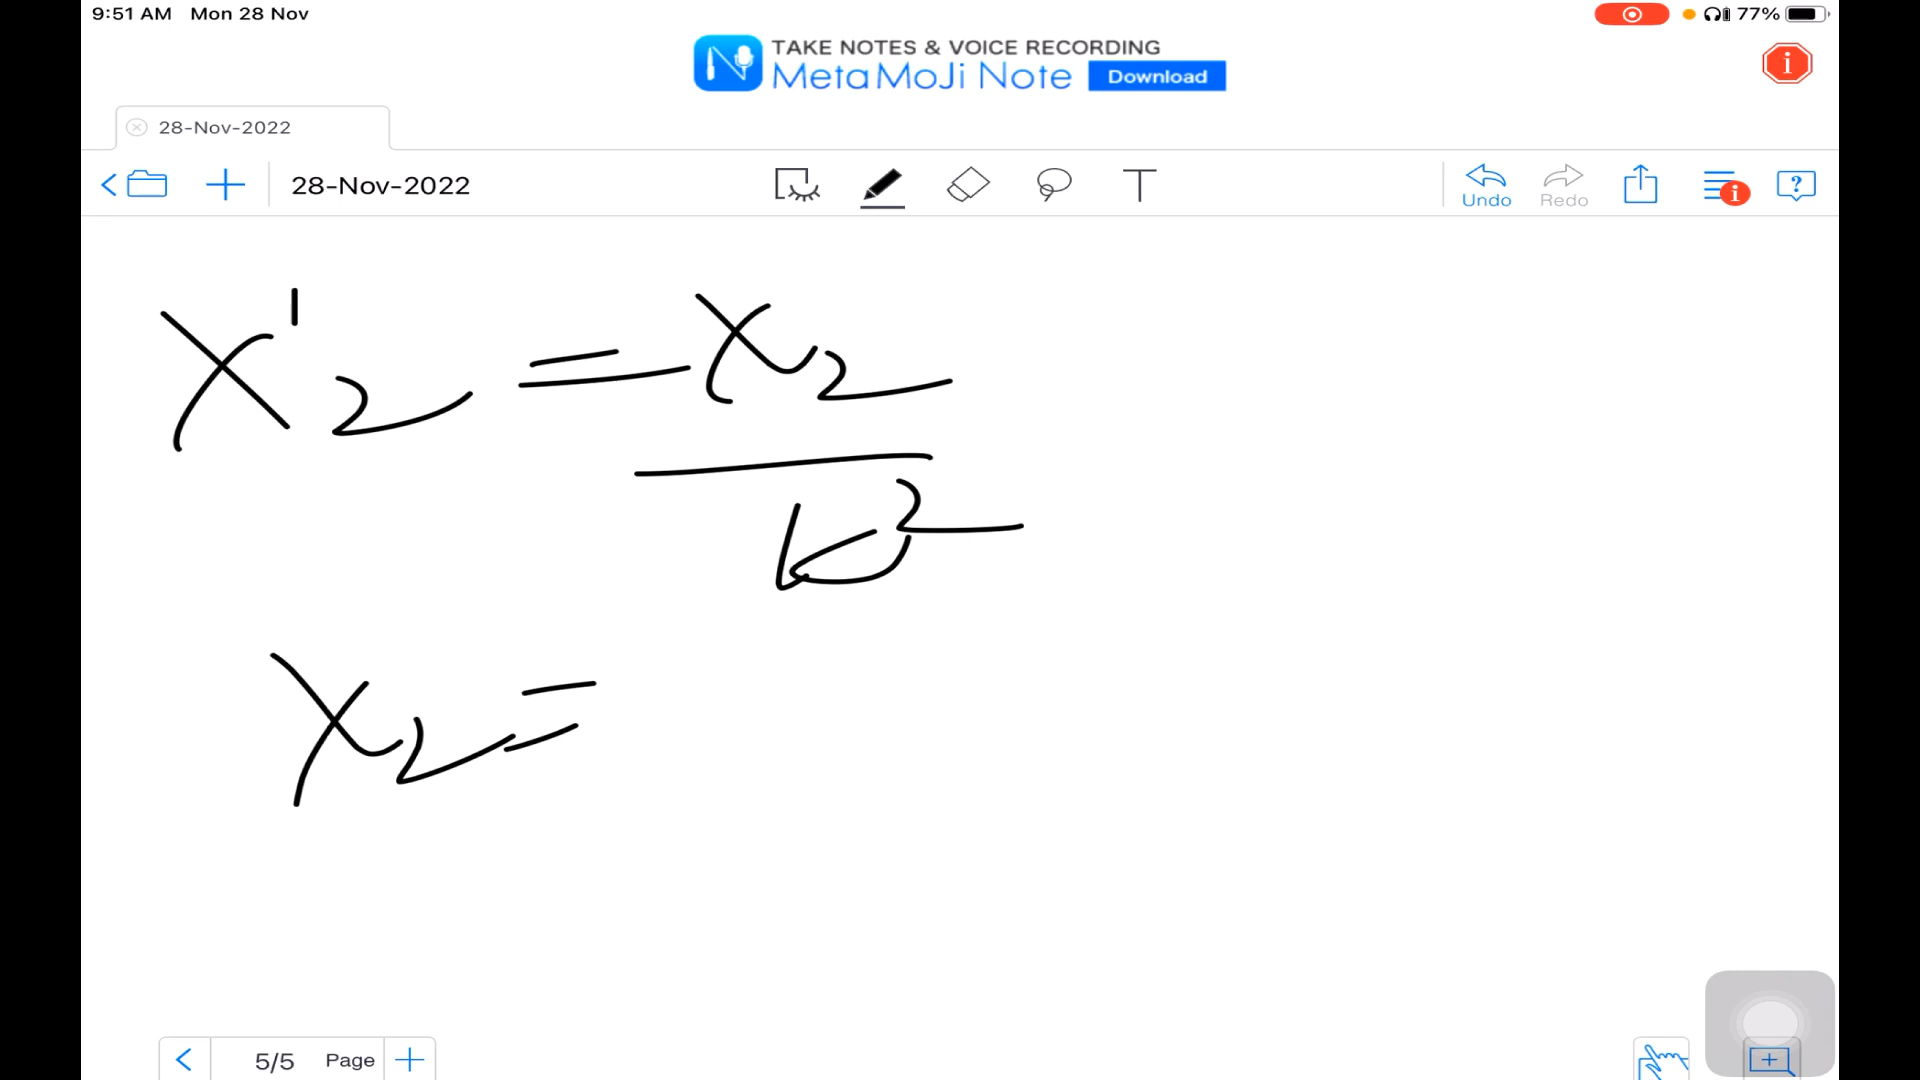 9:51 AM Mon 28 Nov 77%
TAKE NOTES & VOICE RECORDING
MetaMoJi Note Download
28-Nov-2022
28-Nov-2022 T Undo Redo
X'₂ = X₂
k²
X₂ =
5/5 Page